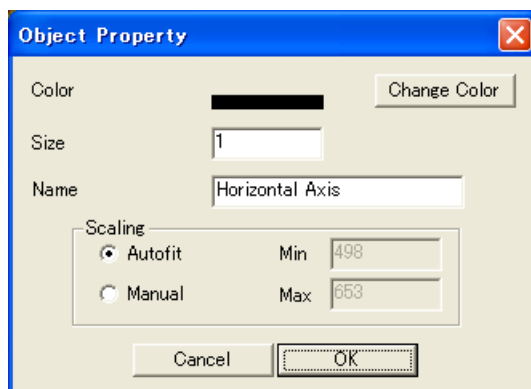 Object Property
Color Change Color
Size 1
Name Horizontal Axis
Scaling
Autofit Min 498
Manual Max 653
Cancel OK